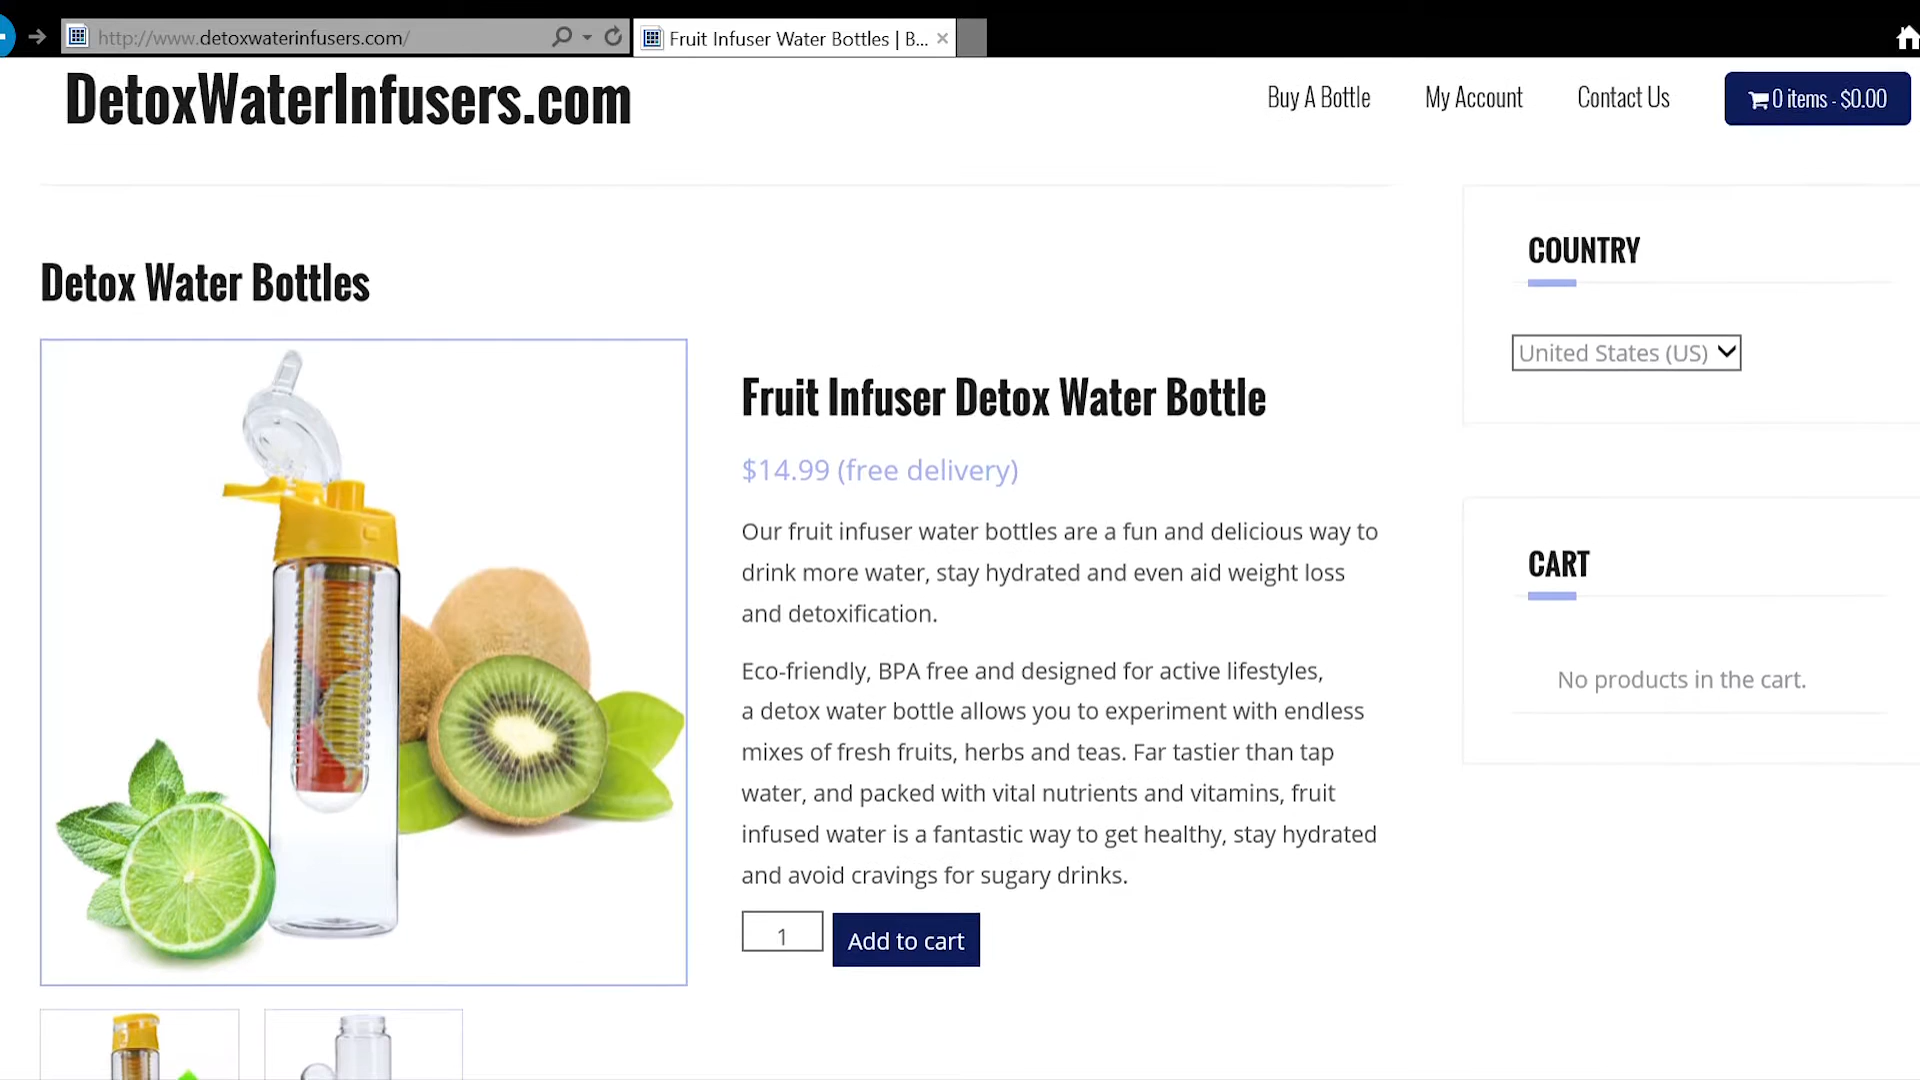 http://www.detoxwaterinfusers.com/
Fruit Infuser Water Bottles | B...
DetoxWaterInfusers.com
Buy A Bottle
My Account
Contact Us
0 items - $0.00
Detox Water Bottles
Fruit Infuser Detox Water Bottle
$14.99 (free delivery)
Our fruit infuser water bottles are a fun and delicious way to
drink more water, stay hydrated and even aid weight loss
and detoxification.
Eco-friendly, BPA free and designed for active lifestyles,
a detox water bottle allows you to experiment with endless
mixes of fresh fruits, herbs and teas. Far tastier than tap
water, and packed with vital nutrients and vitamins, fruit
infused water is a fantastic way to get healthy, stay hydrated
and avoid cravings for sugary drinks.
1
Add to cart
COUNTRY
United States (US)
CART
No products in the cart.